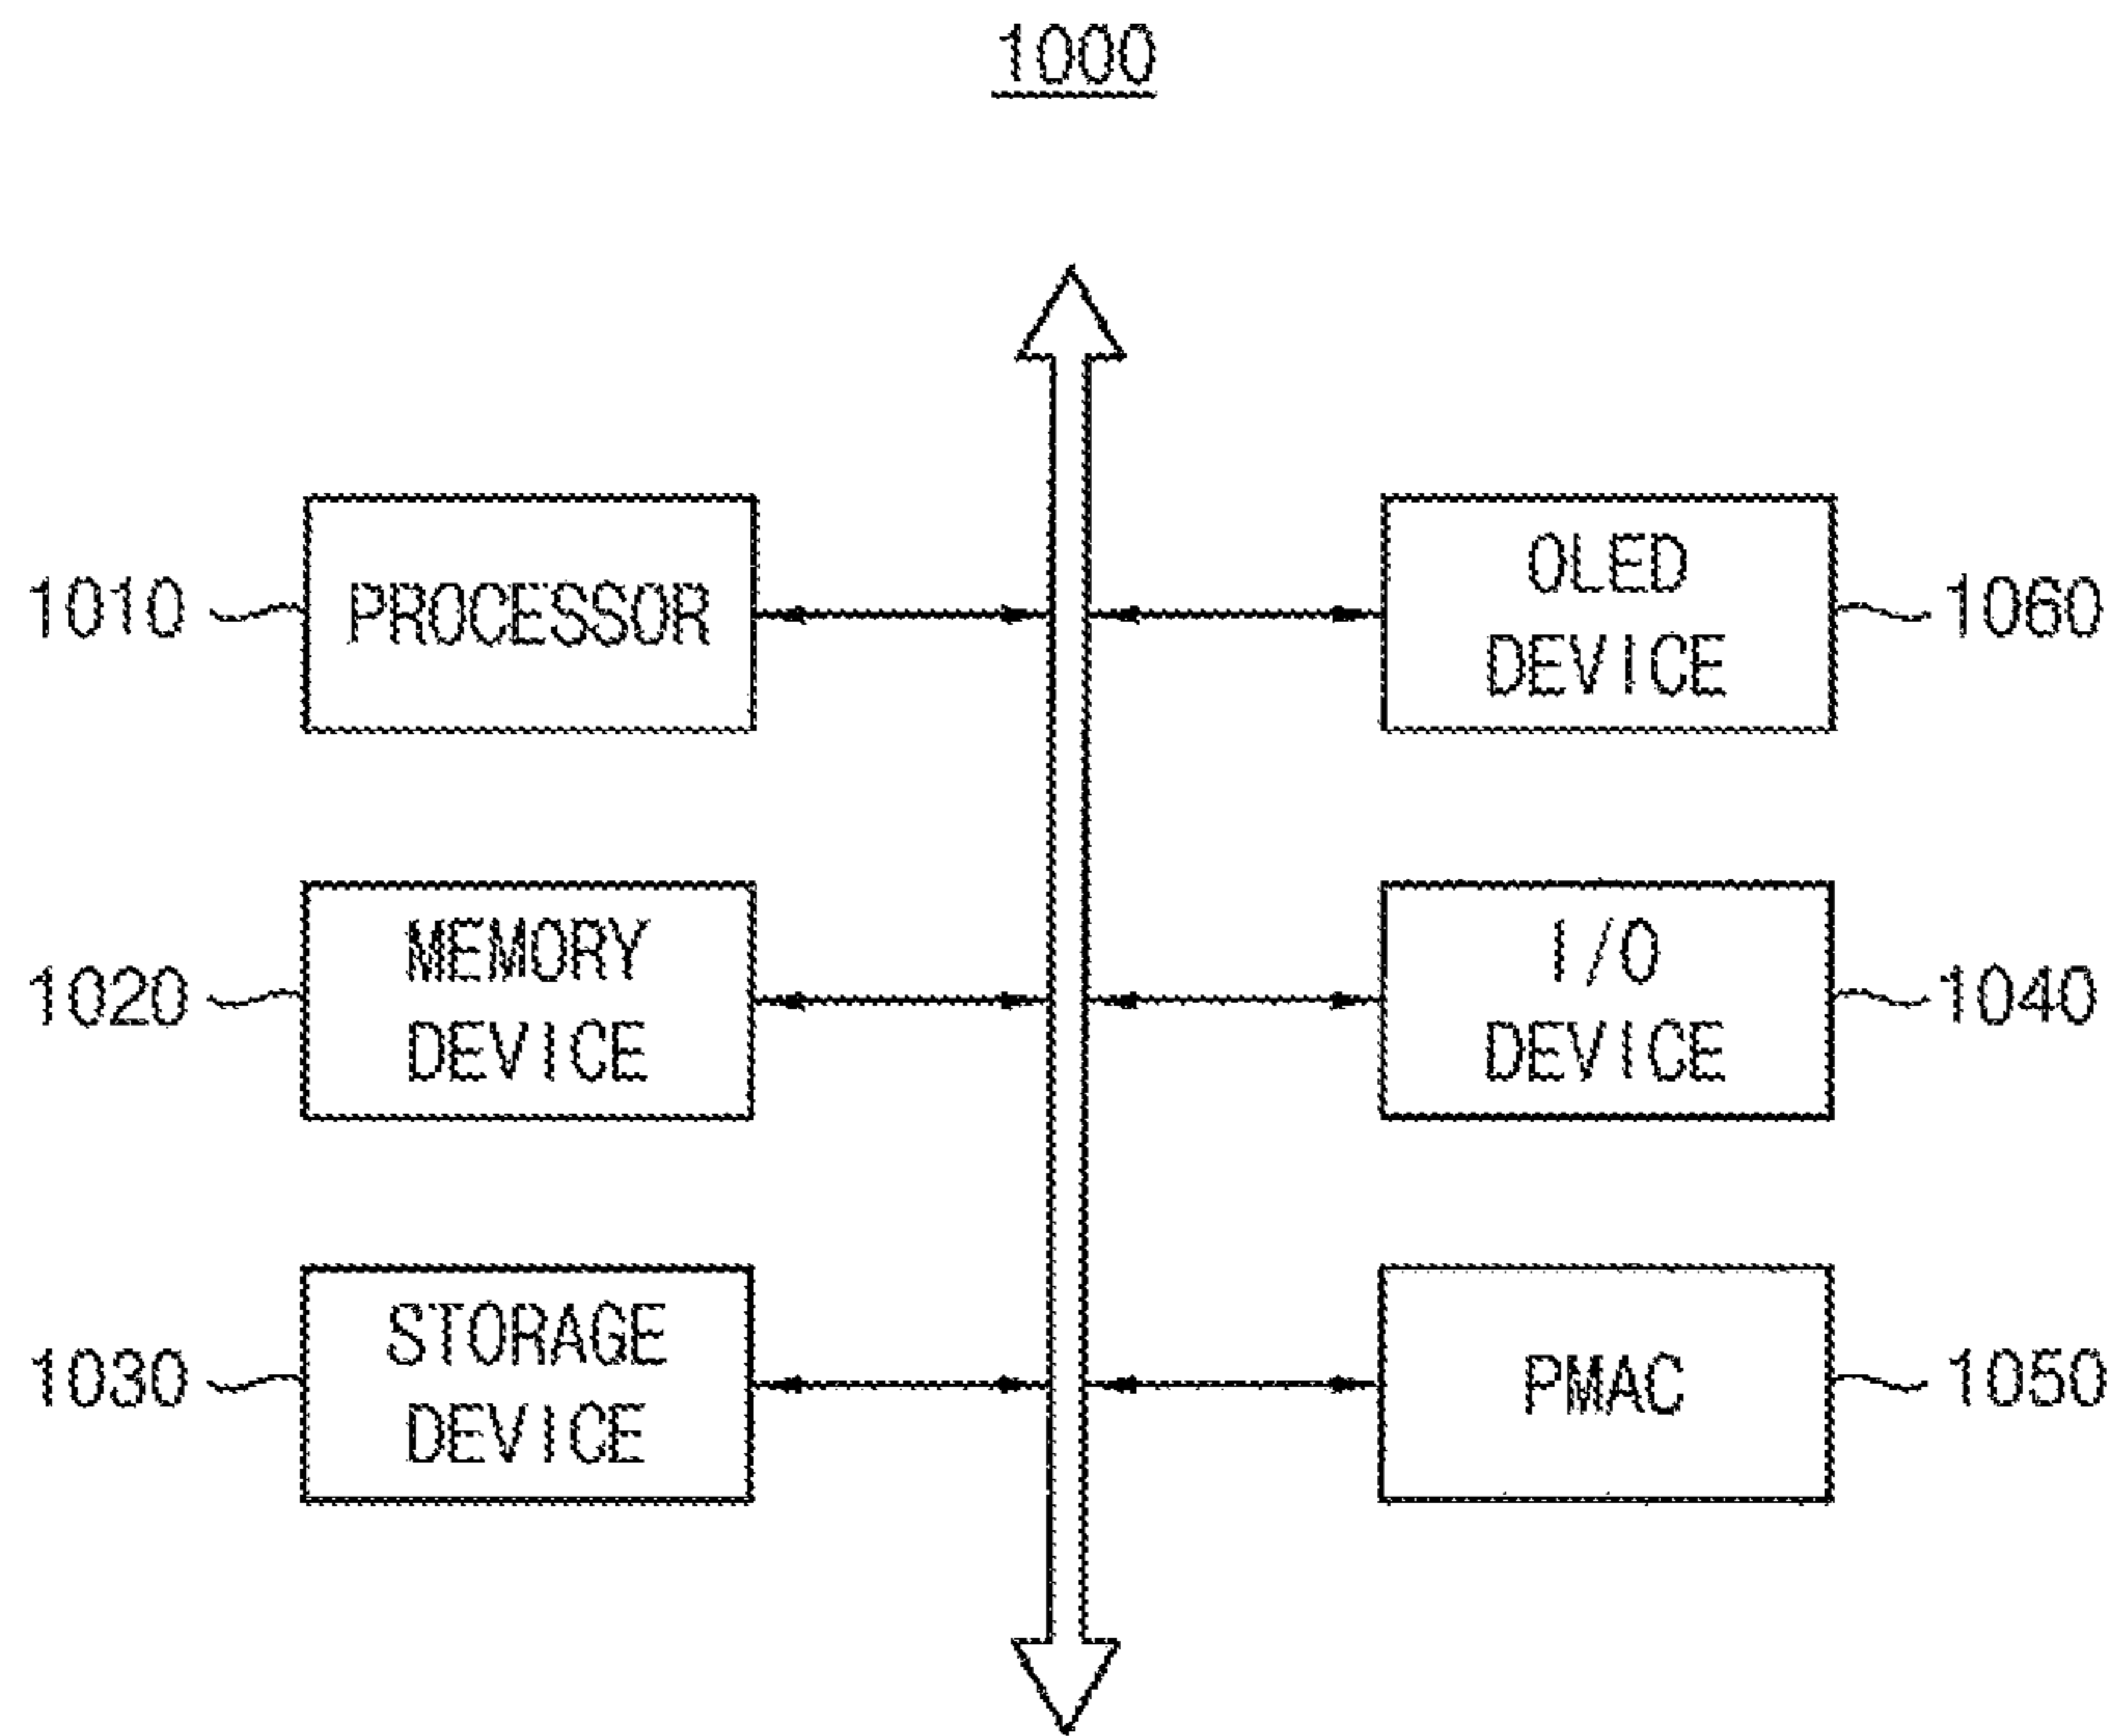 1000
1010
PROCESSOR
OLED
DEVICE
1060
1020
MEMORY
DEVICE
I/O
DEVICE
1040
1030
STORAGE
DEVICE
PMAC
1050